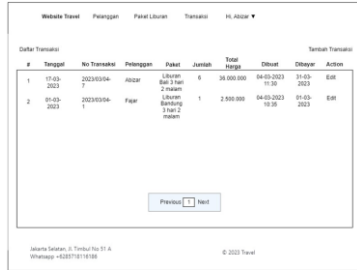 Website Travel Pelanggan Paket Liburan Transaksi Hi, Abizar ▼
Daftar Transaksi Tambah Transaksi
# Tanggal No Transaksi Pelanggan Paket Jumlah Total Harga Dibuat Dibayar Action
1 17-03-2023 2023/03/04-7 Abizar Liburan Bali 3 hari 2 malam 6 36.000.000 04-03-2023 11:30 31-03-2023 Edit
2 01-03-2023 2023/03/04-1 Fajar Liburan Bandung 3 hari 2 malam 1 2.500.000 04-03-2023 10:35 01-03-2023 Edit
Previous 1 Next
Jakarta Selatan, Jl. Timbul No 51 A © 2023 Travel
Whatsapp +6285718118188